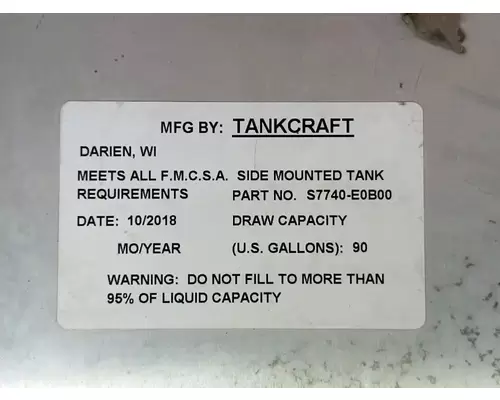 MFG BY: TANKCRAFT
DARIEN, WI
MEETS ALL F.M.C.S.A. SIDE MOUNTED TANK
REQUIREMENTS PART NO. S7740-E0B00
DATE: 10/2018 DRAW CAPACITY
MO/YEAR (U.S. GALLONS): 90
WARNING: DO NOT FILL TO MORE THAN
95% OF LIQUID CAPACITY